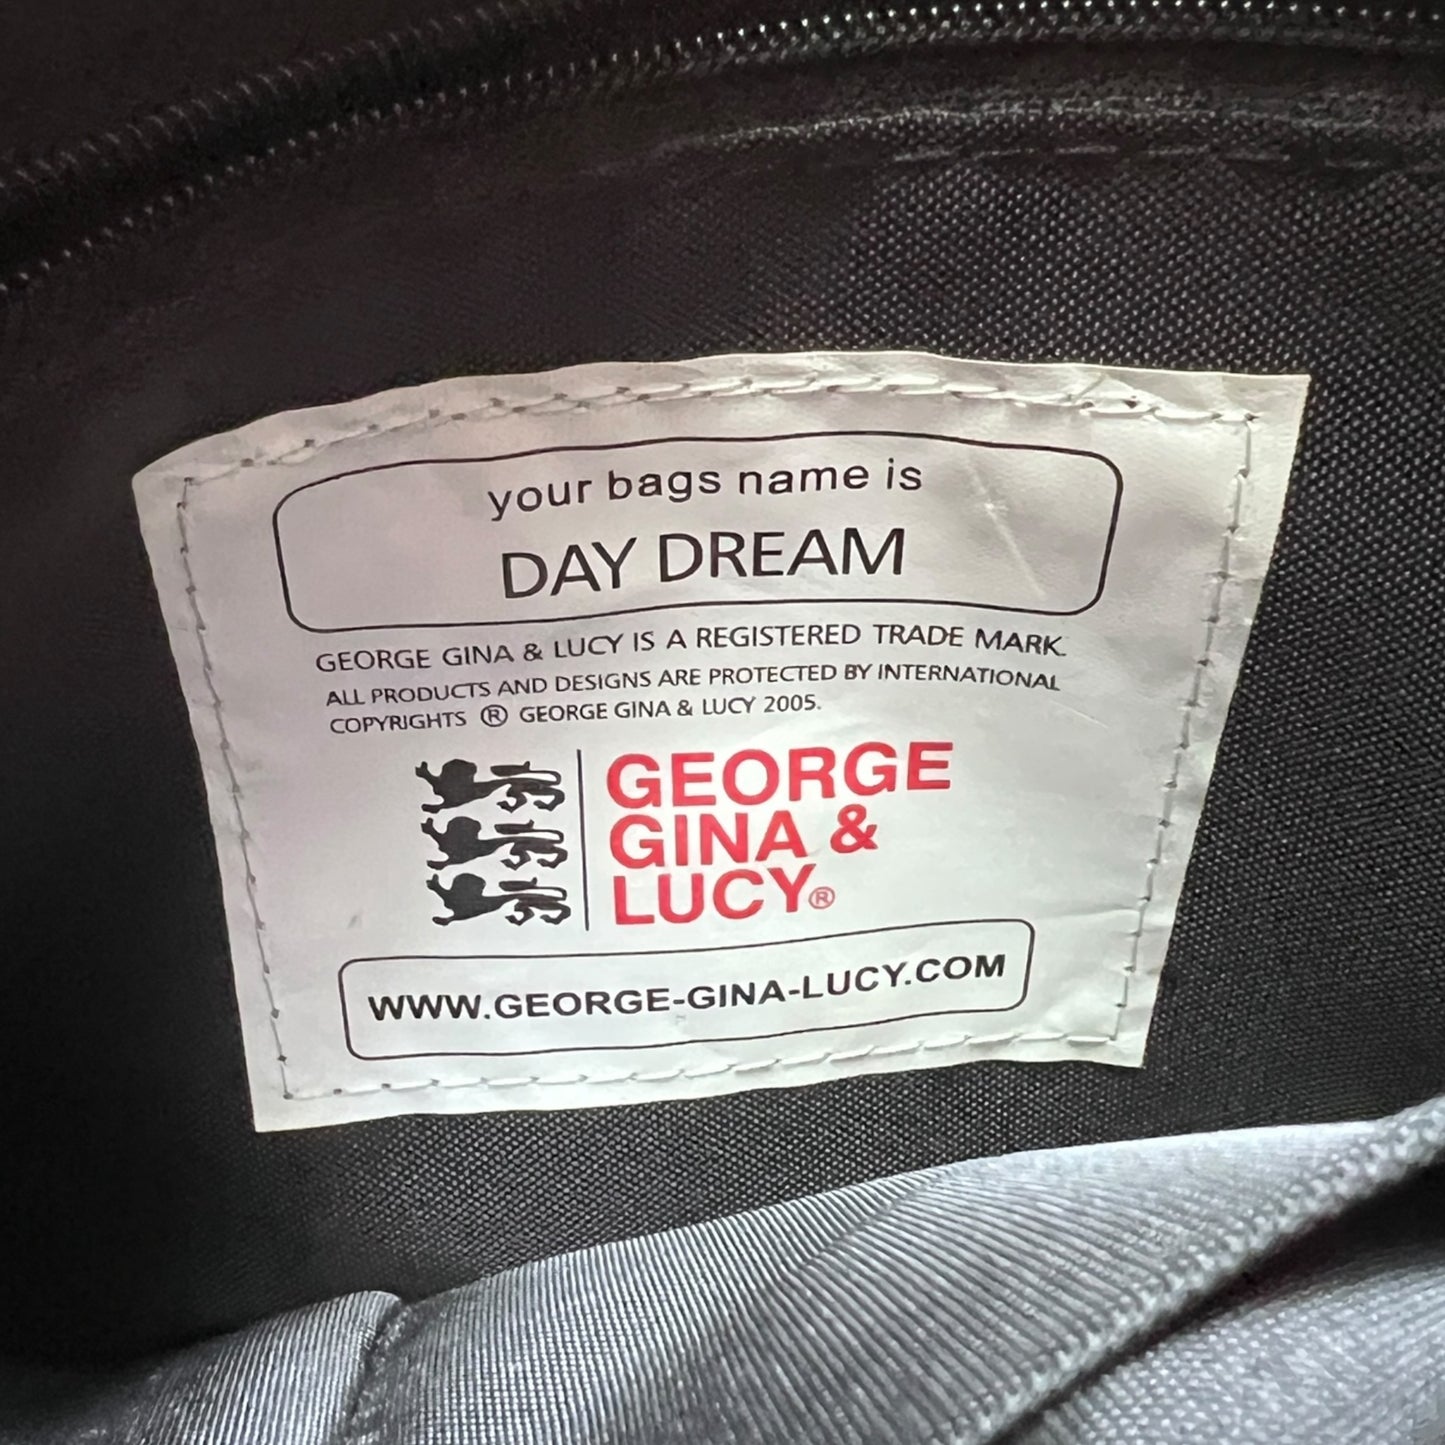 your bags name is
DAY DREAM
GEORGE GINA & LUCY IS A REGISTERED TRADE MARK.
ALL PRODUCTS AND DESIGNS ARE PROTECTED BY INTERNATIONAL
COPYRIGHTS ® GEORGE GINA & LUCY 2005.
GEORGE
GINA &
LUCY®
WWW.GEORGE-GINA-LUCY.COM